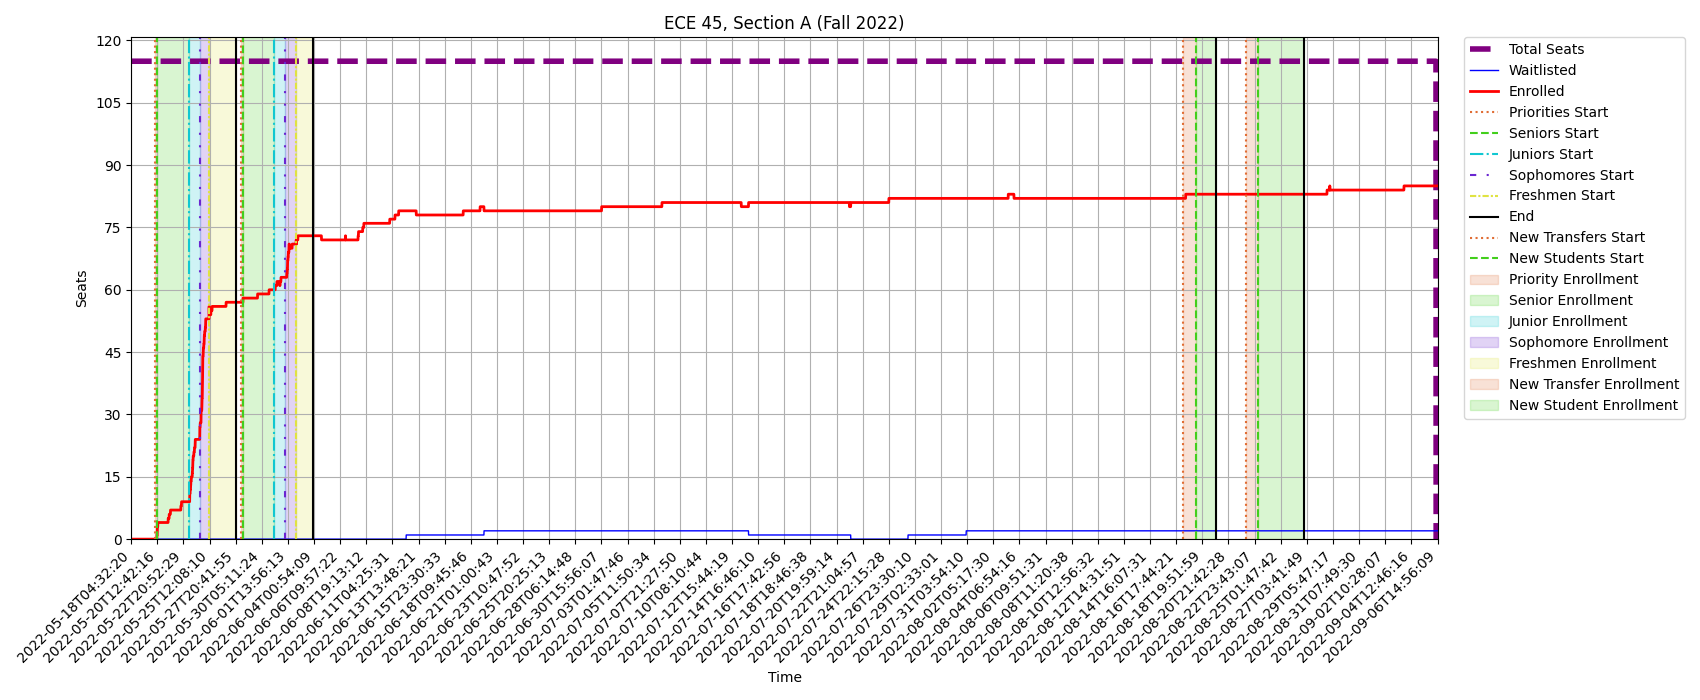 ECE 45, Section A (Fall 2022)
120
105
90
75
60
45
30
15
0
Seats
2022-05-18T04:32:20
2022-05-20T12:42:16
2022-05-22T20:52:29
2022-05-25T12:08:10
2022-05-27T20:41:55
2022-05-30T05:11:24
2022-06-01T13:56:13
2022-06-04T00:54:09
2022-06-06T09:57:22
2022-06-08T19:13:12
2022-06-11T04:25:31
2022-06-13T13:48:21
2022-06-15T23:30:33
2022-06-18T09:45:46
2022-06-21T01:00:43
2022-06-23T10:47:52
2022-06-25T20:25:13
2022-06-28T06:14:48
2022-06-30T15:56:07
2022-07-03T01:47:46
2022-07-05T11:50:34
2022-07-07T21:27:50
2022-07-10T08:10:44
2022-07-12T15:44:19
2022-07-14T16:46:10
2022-07-16T17:42:56
2022-07-18T18:46:38
2022-07-20T19:59:14
2022-07-22T21:04:57
2022-07-24T22:15:28
2022-07-26T23:30:10
2022-07-29T02:33:01
2022-07-31T03:54:10
2022-08-02T05:17:30
2022-08-04T06:54:16
2022-08-06T09:51:31
2022-08-08T11:20:38
2022-08-10T12:56:32
2022-08-12T14:31:51
2022-08-14T16:07:31
2022-08-16T17:44:21
2022-08-18T19:51:59
2022-08-20T21:42:28
2022-08-22T23:43:07
2022-08-25T01:47:42
2022-08-27T03:41:49
2022-08-29T05:47:17
2022-08-31T07:49:30
2022-09-02T10:28:07
2022-09-04T12:46:16
2022-09-06T14:56:09
Time
Total Seats
Waitlisted
Enrolled
Priorities Start
Seniors Start
Juniors Start
Sophomores Start
Freshmen Start
End
New Transfers Start
New Students Start
Priority Enrollment
Senior Enrollment
Junior Enrollment
Sophomore Enrollment
Freshmen Enrollment
New Transfer Enrollment
New Student Enrollment